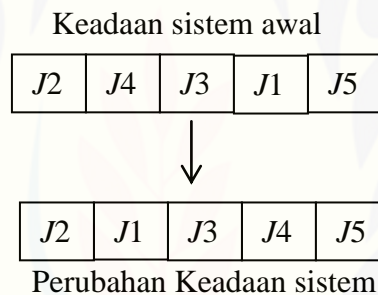 Keadaan sistem awal
J2 J4 J3 J1 J5
J2 J1 J3 J4 J5
Perubahan Keadaan sistem